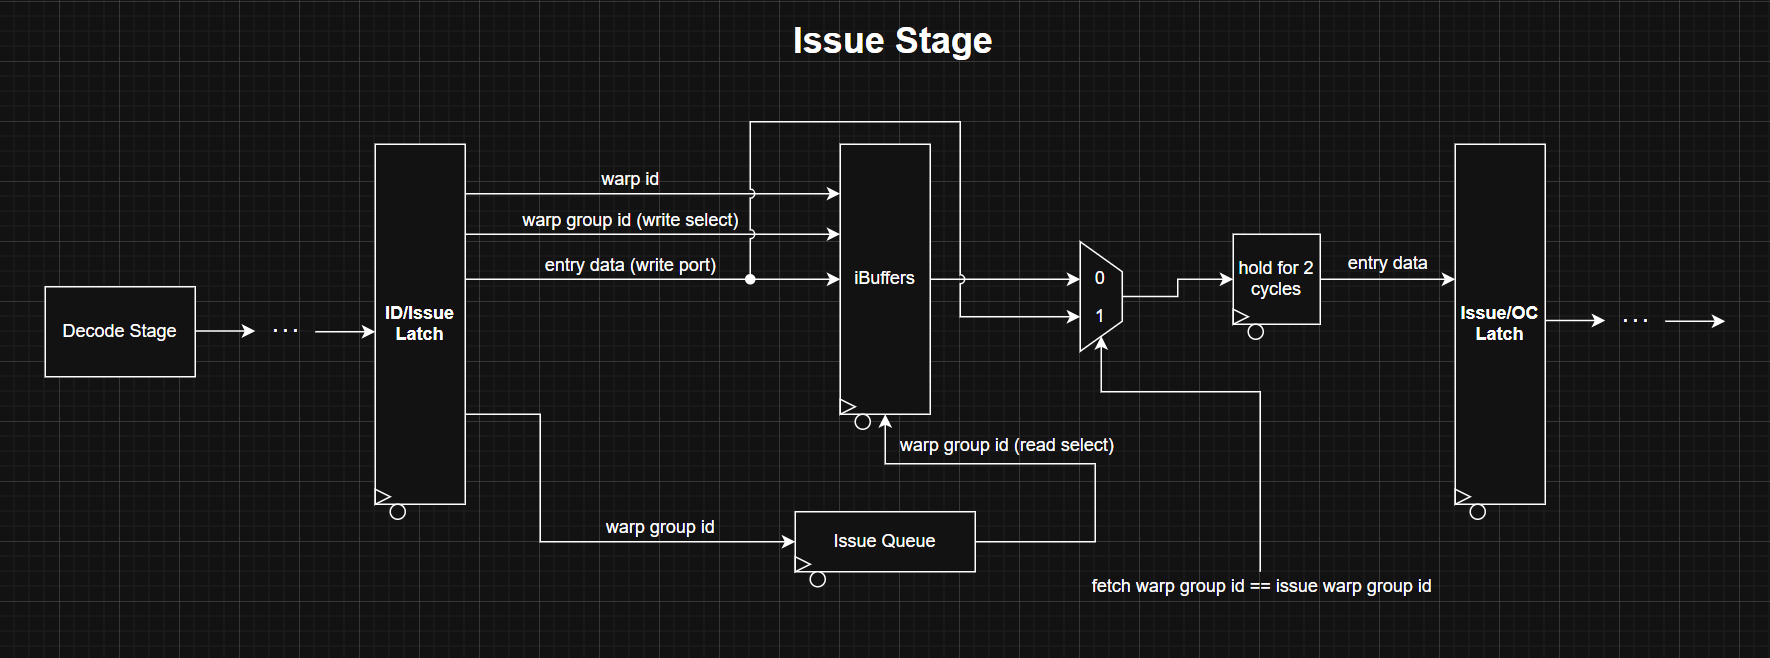 Issue Stage
warp id
warp group id (write select)
entry data (write port)
iBuffers
0
1
hold for 2
cycles
entry data
ID/Issue
Latch
Issue/OC
Latch
Decode Stage
...
...
warp group id (read select)
warp group id
Issue Queue
fetch warp group id == issue warp group id